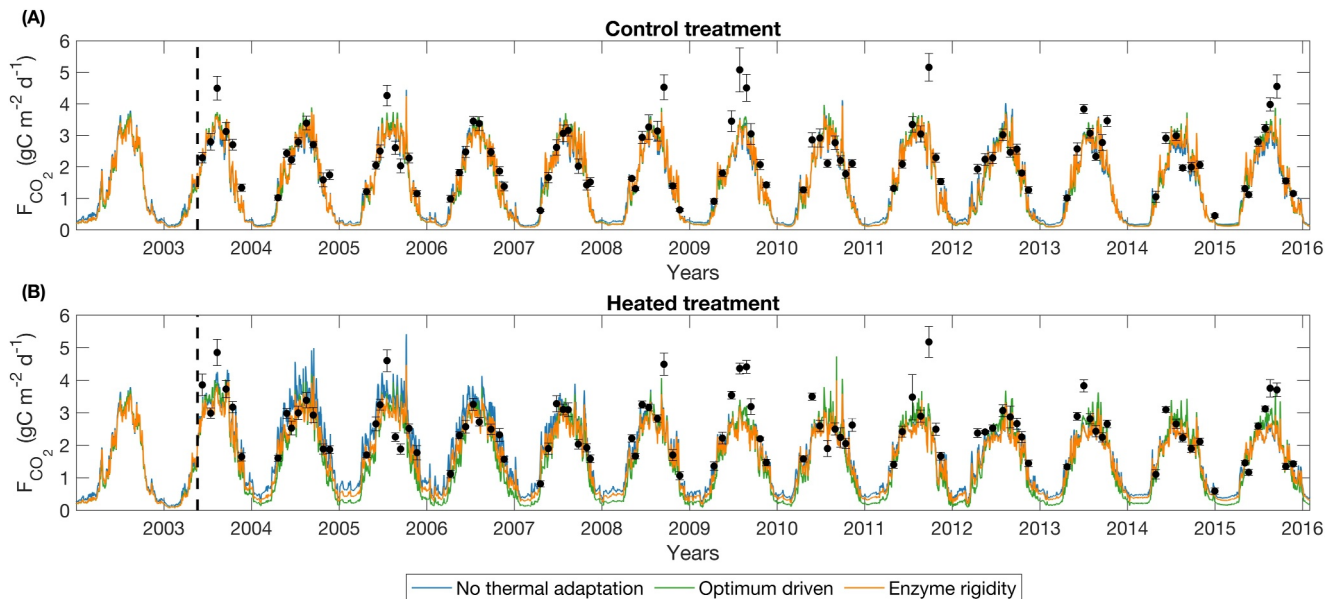 (A)
Control treatment
6
5
4
3
2
1
0
F_CO2 (gC m⁻² d⁻¹)
2003 2004 2005 2006 2007 2008 2009 2010 2011 2012 2013 2014 2015 2016
Years
(B)
Heated treatment
6
5
4
3
2
1
0
F_CO2 (gC m⁻² d⁻¹)
2003 2004 2005 2006 2007 2008 2009 2010 2011 2012 2013 2014 2015 2016
Years
No thermal adaptation Optimum driven Enzyme rigidity